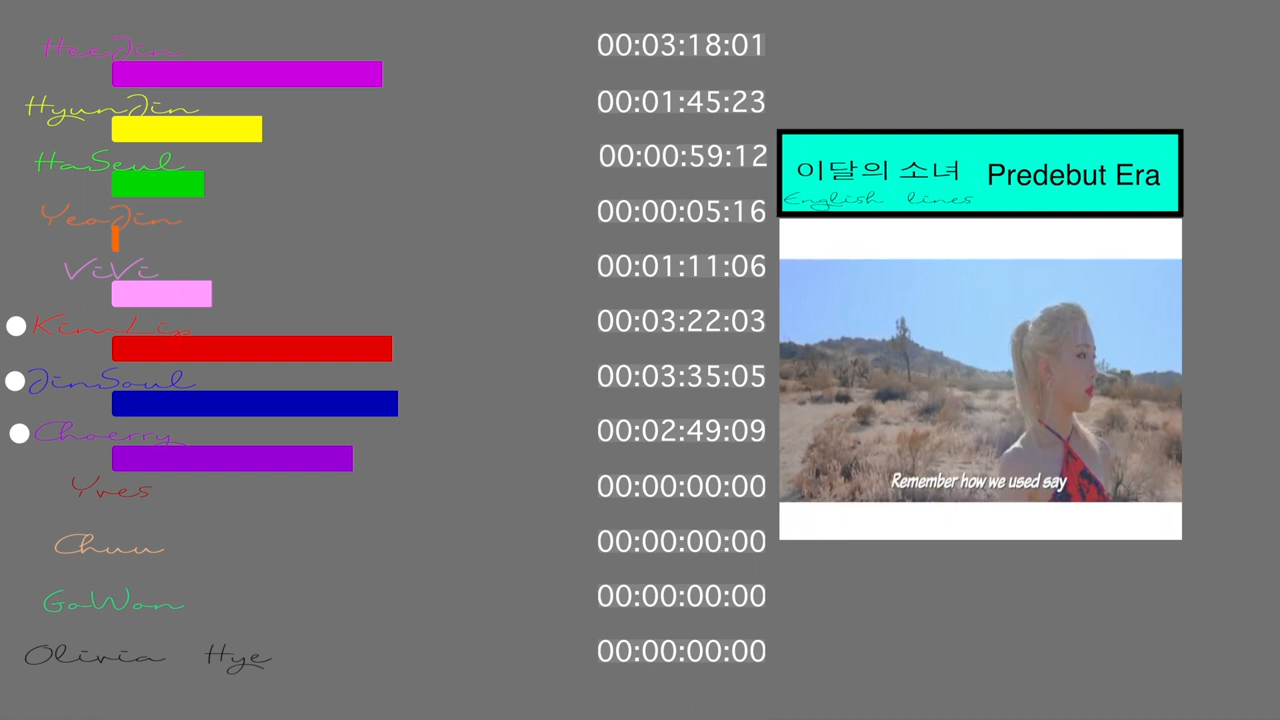 HeeJin 00:03:18:01
HyunJin 00:01:45:23
HaSeul 00:00:59:12
YeoJin 00:00:05:16
ViVi 00:01:11:06
Kim Lip 00:03:22:03
JinSoul 00:03:35:05
Choerry 00:02:49:09
Yves 00:00:00:00
Chuu 00:00:00:00
GoWon 00:00:00:00
Olivia Hye 00:00:00:00
이달의 소녀 Predebut Era
English lines
Remember how we used say